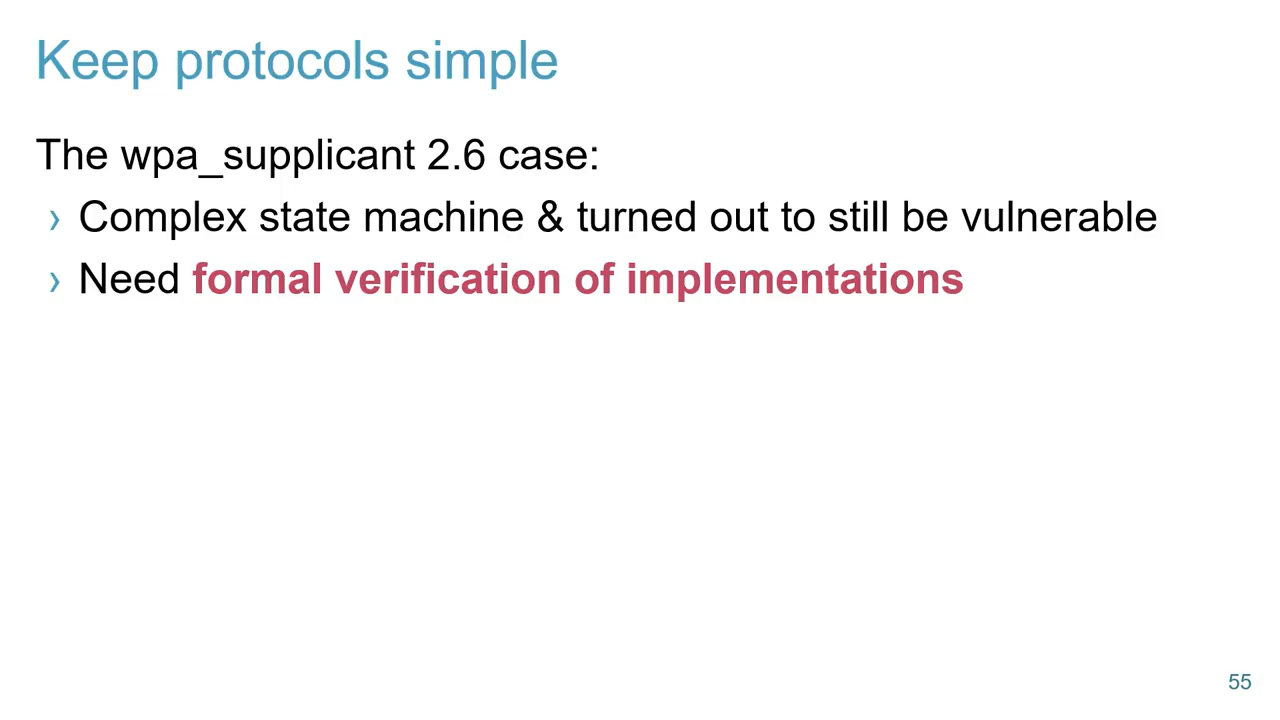 Keep protocols simple
The wpa_supplicant 2.6 case:
› Complex state machine & turned out to still be vulnerable
› Need formal verification of implementations
55